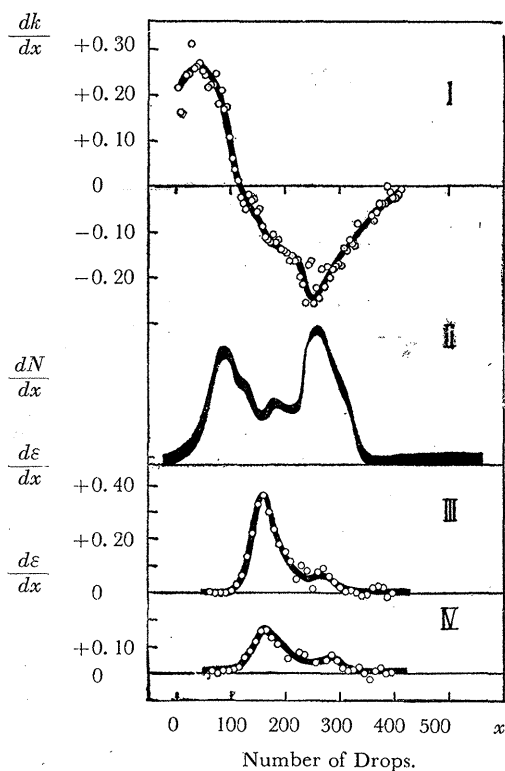 dk
dx
+0.30
+0.20
+0.10
0
−0.10
−0.20
I
II
dN
dx
dε
dx
+0.40
+0.20
0
III
dε
dx
+0.10
0
IV
0 100 200 300 400 500 x
Number of Drops.